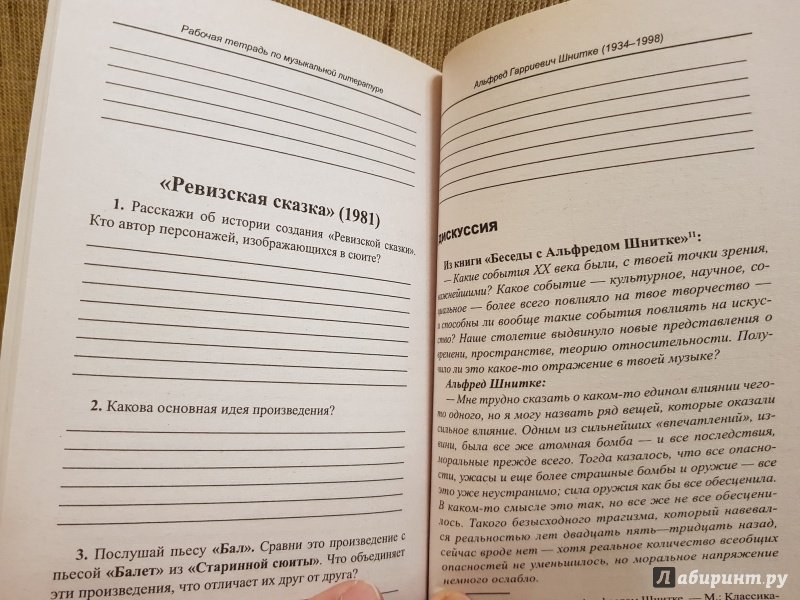 Рабочая тетрадь по музыкальной литературе
«Ревизская сказка» (1981)
1. Расскажи об истории создания «Ревизской сказки».
Кто автор персонажей, изображающихся в сюите?
2. Какова основная идея произведения?
3. Послушай пьесу «Бал». Сравни это произведение с
пьесой «Балет» из «Старинной сюиты». Что объединяет
эти произведения, что отличает их друг от друга?
Альфред Гарриевич Шнитке (1934–1998)
ДИСКУССИЯ
Из книги «Беседы с Альфредом Шнитке»¹¹:
— Какие события XX века были, с твоей точки зрения,
важнейшими? Какое событие — культурное, научное, со-
циальное — более всего повлияло на твое творчество —
и способны ли вообще такие события повлиять на искус-
ство? Наше столетие выдвинуло новые представления о
времени, пространстве, теорию относительности. Полу-
чило ли это какое-то отражение в твоей музыке?
Альфред Шнитке:
— Мне трудно сказать о каком-то едином влиянии чего-
то одного, но я могу назвать ряд вещей, которые оказали
сильное влияние. Одним из сильнейших «впечатлений», из-
вини, была все же атомная бомба — и все последствия,
моральные прежде всего. Тогда казалось, что все опасно-
сти, ужасы и еще более страшные бомбы и оружие — все
это уже неустранимо; сила оружия как бы все обесценила.
В каком-то смысле это так, но все же не все обесцени-
лось. Такого безысходного трагизма, который навевал-
ся реальностью лет двадцать пять—тридцать назад,
сейчас вроде нет — хотя реальное количество всеобщих
опасностей не уменьшилось, но моральное напряжение
немного ослабло.
Альфредом Шнитке. — М.: Классика-
Лабиринт.ру